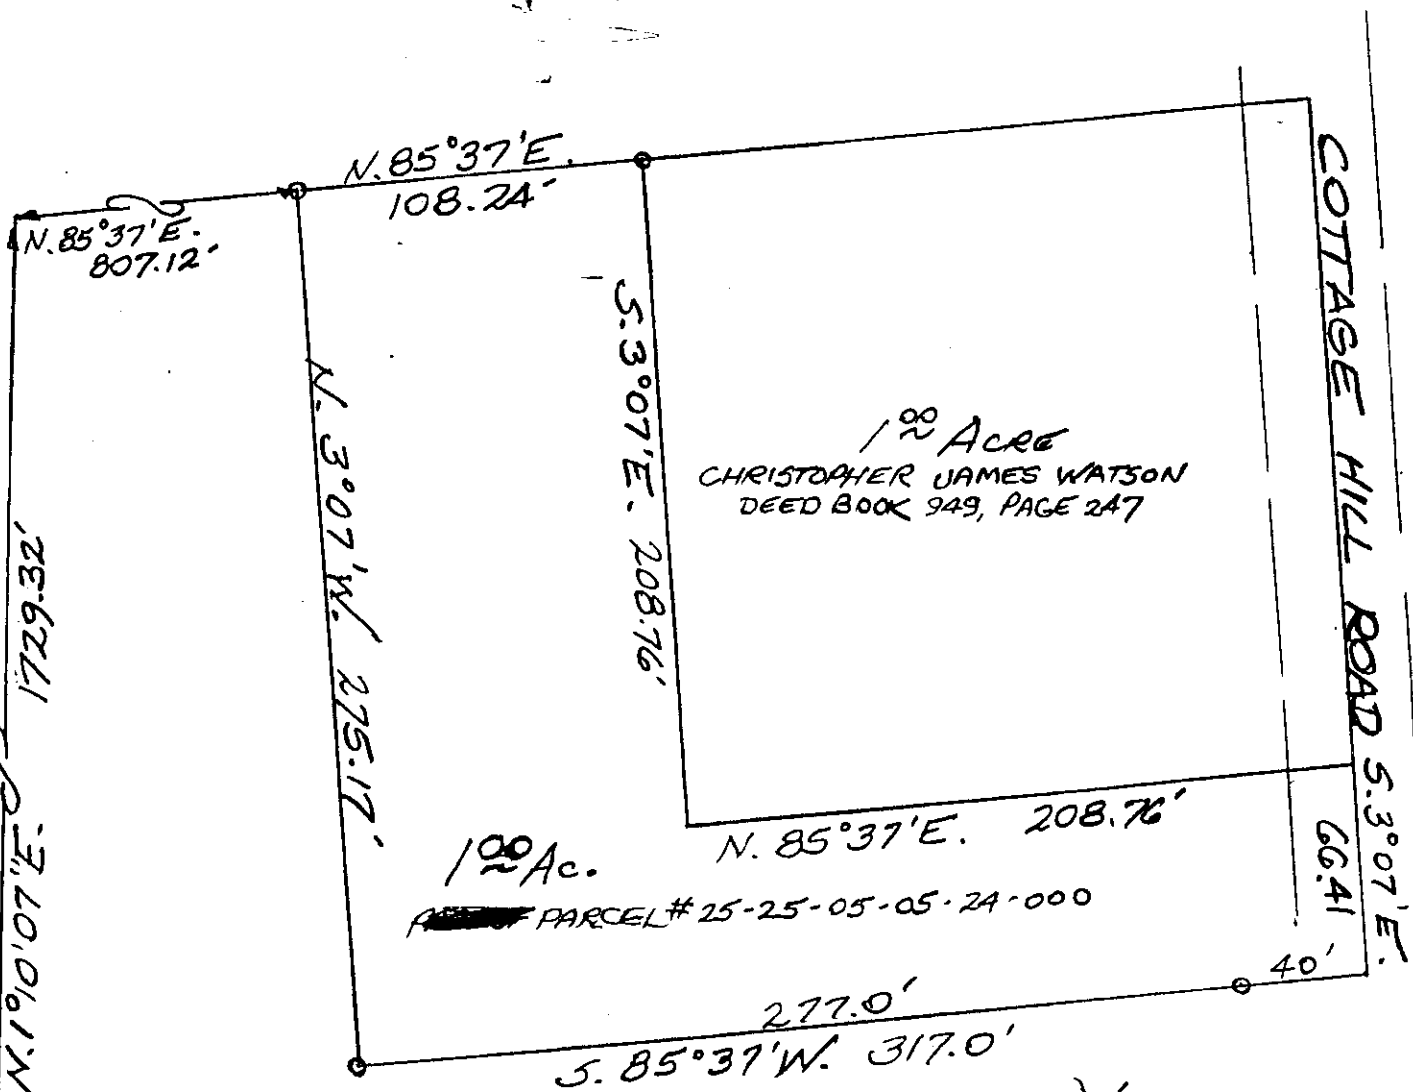 N. 85°37'E.
108.24'
N. 85°37'E.
807.12'
COTTAGE HILL ROAD S. 3°07'E.
66.41
S. 3°07'E. 208.76'
N. 3°07'W. 275.17'
1 00 ACRE
CHRISTOPHER JAMES WATSON
DEED BOOK 949, PAGE 247
N. 1°0'07"E. 1729.32'
N. 85°37'E. 208.76'
1 00 Ac.
PARCEL # 25-25-05-05-24-000
40'
277.0'
S. 85°37'W. 317.0'